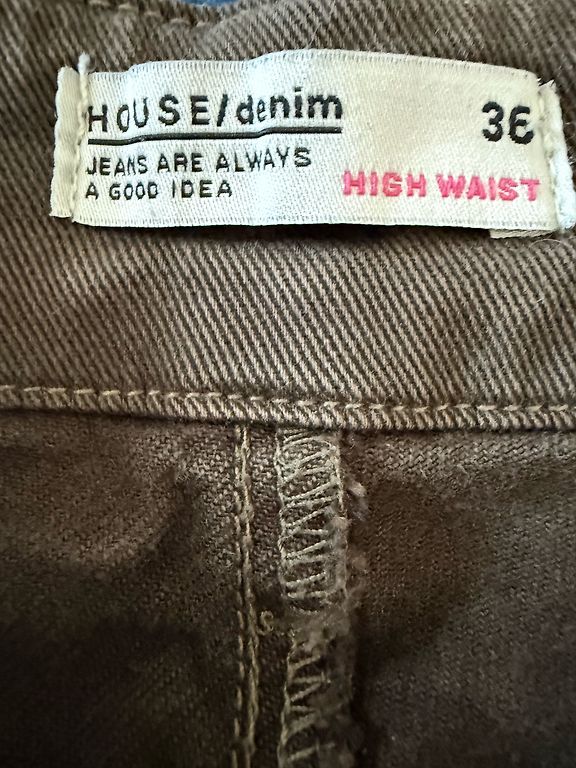 HOUSE/denim
JEANS ARE ALWAYS
A GOOD IDEA
36
HIGH WAIST